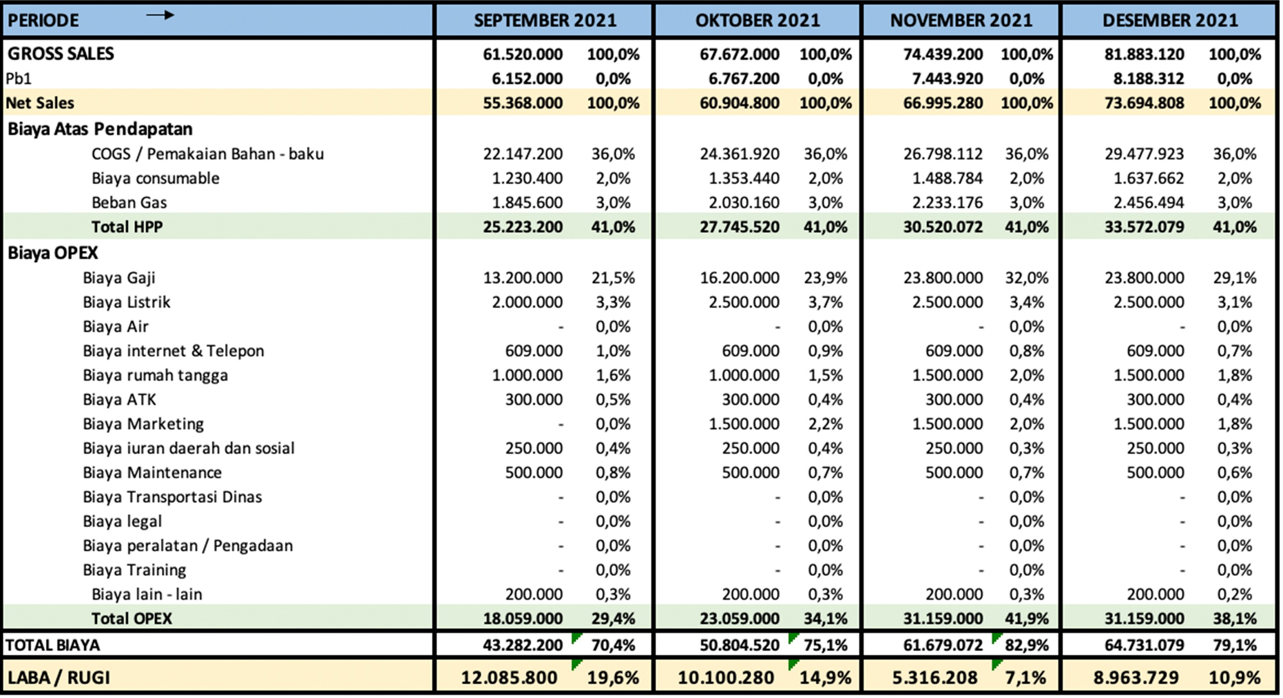 PERIODE → SEPTEMBER 2021 OKTOBER 2021 NOVEMBER 2021 DESEMBER 2021
GROSS SALES 61.520.000 100,0% 67.672.000 100,0% 74.439.200 100,0% 81.883.120 100,0%
Pb1 6.152.000 0,0% 6.767.200 0,0% 7.443.920 0,0% 8.188.312 0,0%
Net Sales 55.368.000 100,0% 60.904.800 100,0% 66.995.280 100,0% 73.694.808 100,0%
Biaya Atas Pendapatan
COGS / Pemakaian Bahan - baku 22.147.200 36,0% 24.361.920 36,0% 26.798.112 36,0% 29.477.923 36,0%
Biaya consumable 1.230.400 2,0% 1.353.440 2,0% 1.488.784 2,0% 1.637.662 2,0%
Beban Gas 1.845.600 3,0% 2.030.160 3,0% 2.233.176 3,0% 2.456.494 3,0%
Total HPP 25.223.200 41,0% 27.745.520 41,0% 30.520.072 41,0% 33.572.079 41,0%
Biaya OPEX
Biaya Gaji 13.200.000 21,5% 16.200.000 23,9% 23.800.000 32,0% 23.800.000 29,1%
Biaya Listrik 2.000.000 3,3% 2.500.000 3,7% 2.500.000 3,4% 2.500.000 3,1%
Biaya Air - 0,0% - 0,0% - 0,0% - 0,0%
Biaya internet & Telepon 609.000 1,0% 609.000 0,9% 609.000 0,8% 609.000 0,7%
Biaya rumah tangga 1.000.000 1,6% 1.000.000 1,5% 1.500.000 2,0% 1.500.000 1,8%
Biaya ATK 300.000 0,5% 300.000 0,4% 300.000 0,4% 300.000 0,4%
Biaya Marketing - 0,0% 1.500.000 2,2% 1.500.000 2,0% 1.500.000 1,8%
Biaya iuran daerah dan sosial 250.000 0,4% 250.000 0,4% 250.000 0,3% 250.000 0,3%
Biaya Maintenance 500.000 0,8% 500.000 0,7% 500.000 0,7% 500.000 0,6%
Biaya Transportasi Dinas - 0,0% - 0,0% - 0,0% - 0,0%
Biaya legal - 0,0% - 0,0% - 0,0% - 0,0%
Biaya peralatan / Pengadaan - 0,0% - 0,0% - 0,0% - 0,0%
Biaya Training - 0,0% - 0,0% - 0,0% - 0,0%
Biaya lain - lain 200.000 0,3% 200.000 0,3% 200.000 0,3% 200.000 0,2%
Total OPEX 18.059.000 29,4% 23.059.000 34,1% 31.159.000 41,9% 31.159.000 38,1%
TOTAL BIAYA 43.282.200 70,4% 50.804.520 75,1% 61.679.072 82,9% 64.731.079 79,1%
LABA / RUGI 12.085.800 19,6% 10.100.280 14,9% 5.316.208 7,1% 8.963.729 10,9%